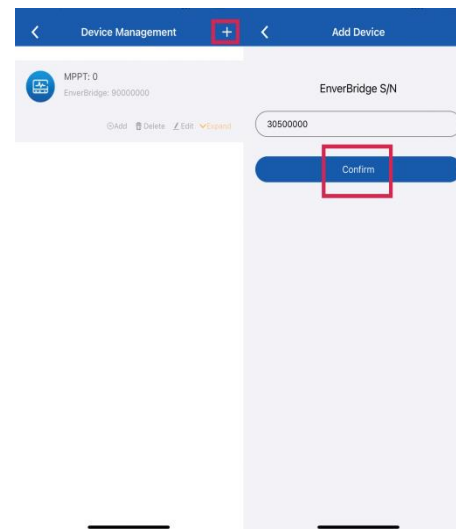 Device Management +
MPPT: 0
EnverBridge: 90000000
Add Delete Edit Expand
Add Device
EnverBridge S/N
30500000
Confirm